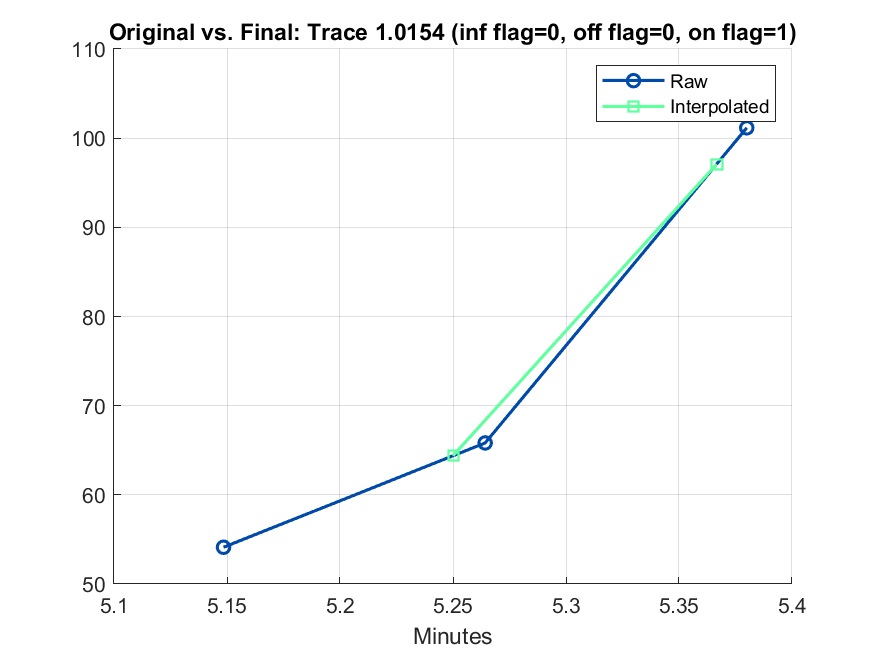 Original vs. Final: Trace 1.0154 (inf flag=0, off flag=0, on flag=1)
110
100
90
80
70
60
50
Raw
Interpolated
5.1 5.15 5.2 5.25 5.3 5.35 5.4
Minutes